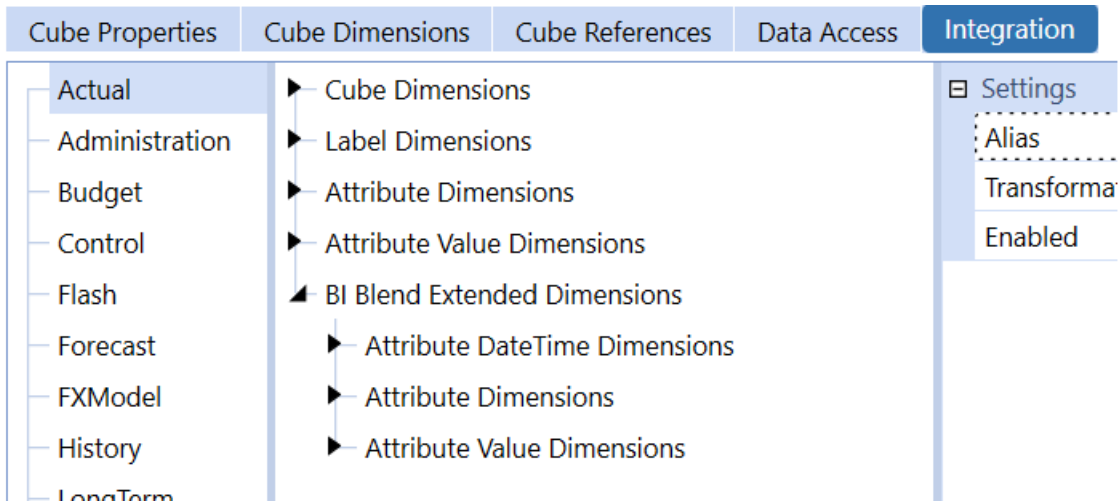 Cube Properties Cube Dimensions Cube References Data Access Integration
Actual
Administration
Budget
Control
Flash
Forecast
FXModel
History
LongTerm
Cube Dimensions
Label Dimensions
Attribute Dimensions
Attribute Value Dimensions
BI Blend Extended Dimensions
Attribute DateTime Dimensions
Attribute Dimensions
Attribute Value Dimensions
Settings
Alias
Enabled